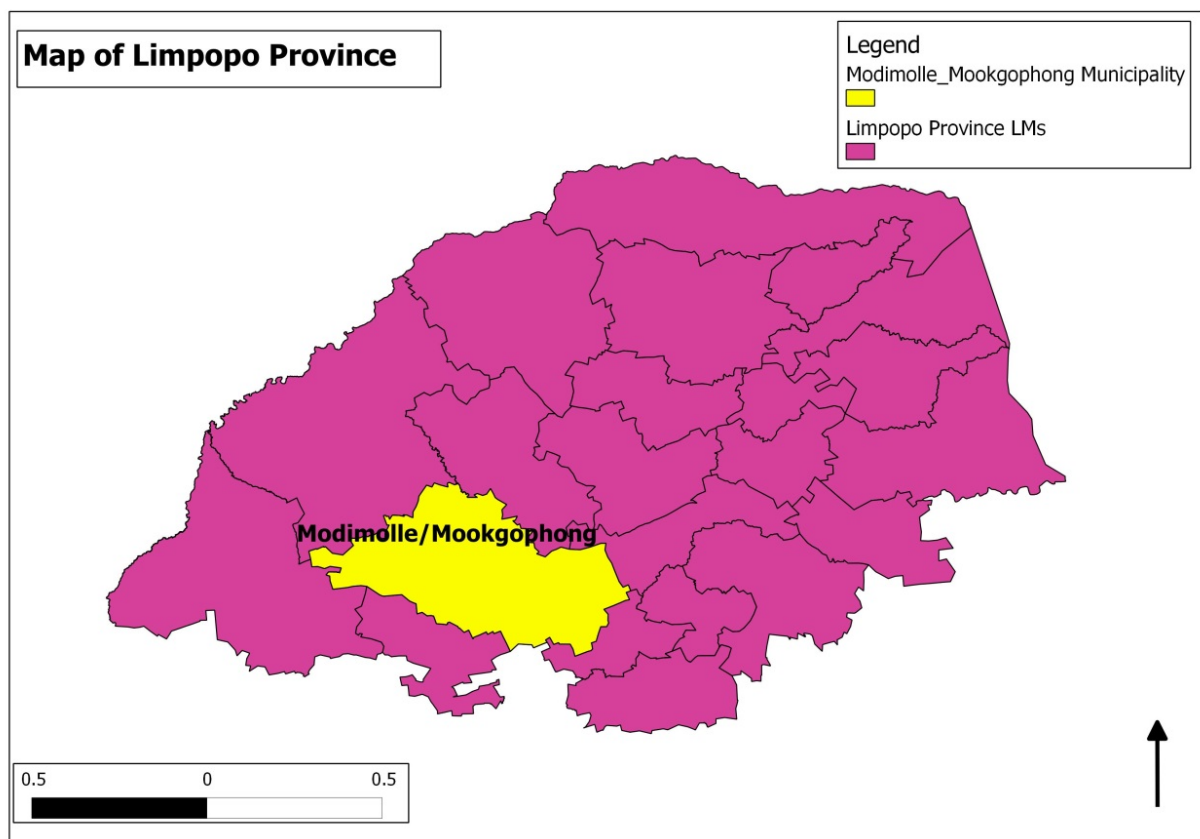 Map of Limpopo Province
Legend
Modimolle_Mookgophong Municipality
Limpopo Province LMs
Modimolle/Mookgophong
0.5 0 0.5